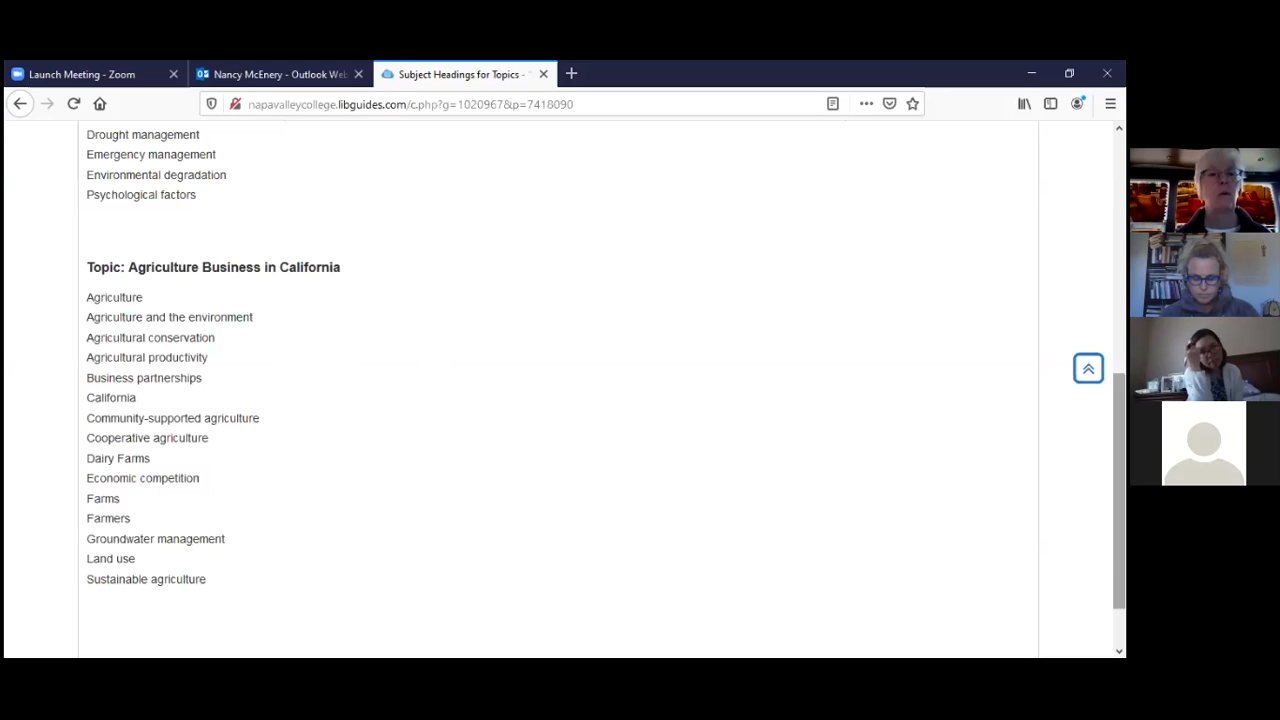 Launch Meeting - Zoom
Nancy McEnery - Outlook Web
Subject Headings for Topics -
napavalleycollege.libguides.com/c.php?g=1020967&p=7418090
Drought management
Emergency management
Environmental degradation
Psychological factors
Topic: Agriculture Business in California
Agriculture
Agriculture and the environment
Agricultural conservation
Agricultural productivity
Business partnerships
California
Community-supported agriculture
Cooperative agriculture
Dairy Farms
Economic competition
Farms
Farmers
Groundwater management
Land use
Sustainable agriculture